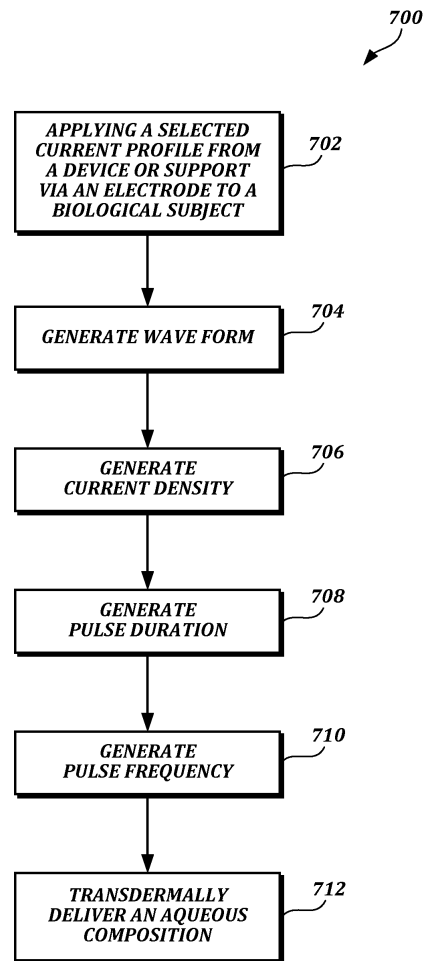 700
APPLYING A SELECTED
CURRENT PROFILE FROM
A DEVICE OR SUPPORT
VIA AN ELECTRODE TO A
BIOLOGICAL SUBJECT
702
GENERATE WAVE FORM
704
GENERATE
CURRENT DENSITY
706
GENERATE
PULSE DURATION
708
GENERATE
PULSE FREQUENCY
710
TRANSDERMALLY
DELIVER AN AQUEOUS
COMPOSITION
712